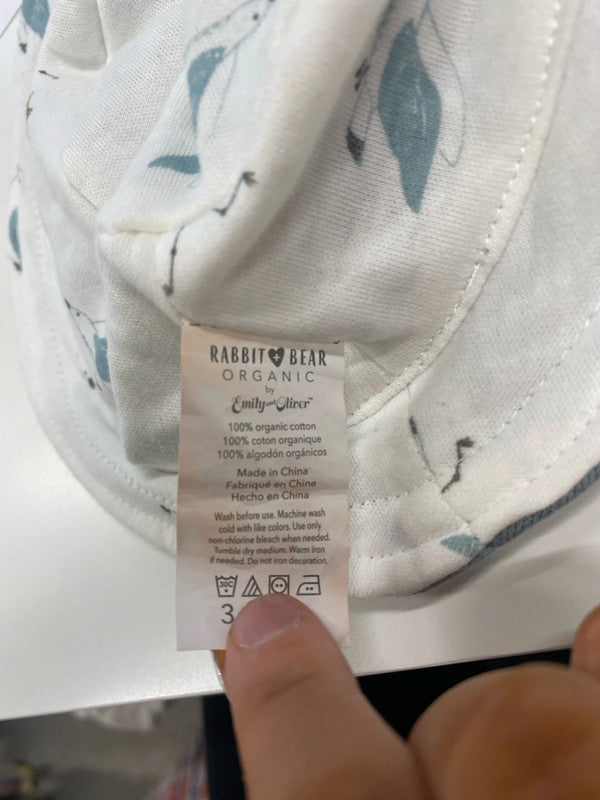 RABBIT + BEAR
ORGANIC
by
Emily and Oliver™
100% organic cotton
100% coton organique
100% algodón orgánicos
Made in China
Fabriqué en Chine
Hecho en China
Wash before use. Machine wash
cold with like colors. Use only
non-chlorine bleach when needed.
Tumble dry medium. Warm iron
if needed. Do not iron decoration.
30C
3